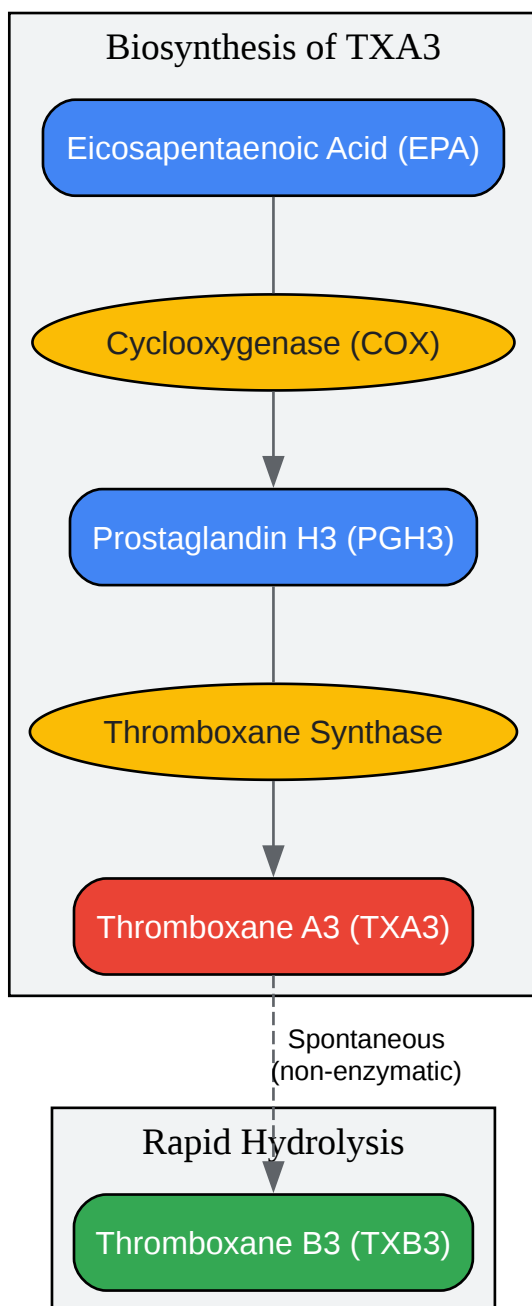 Biosynthesis of TXA3
Eicosapentaenoic Acid (EPA)
Cyclooxygenase (COX)
Prostaglandin H3 (PGH3)
Thromboxane Synthase
Thromboxane A3 (TXA3)
Spontaneous
(non-enzymatic)
Rapid Hydrolysis
Thromboxane B3 (TXB3)